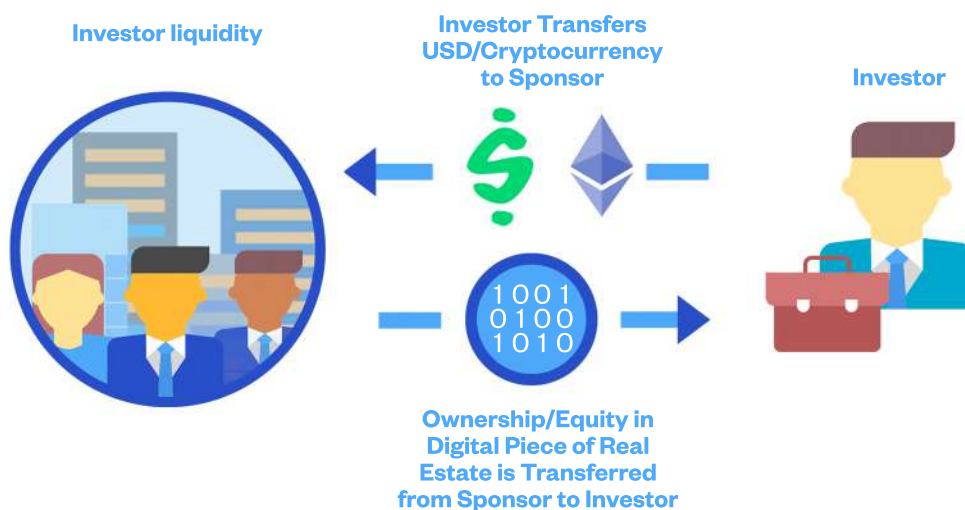 Investor liquidity
Investor Transfers
USD/Cryptocurrency
to Sponsor
Investor
1001
0100
1010
Ownership/Equity in
Digital Piece of Real
Estate is Transferred
from Sponsor to Investor